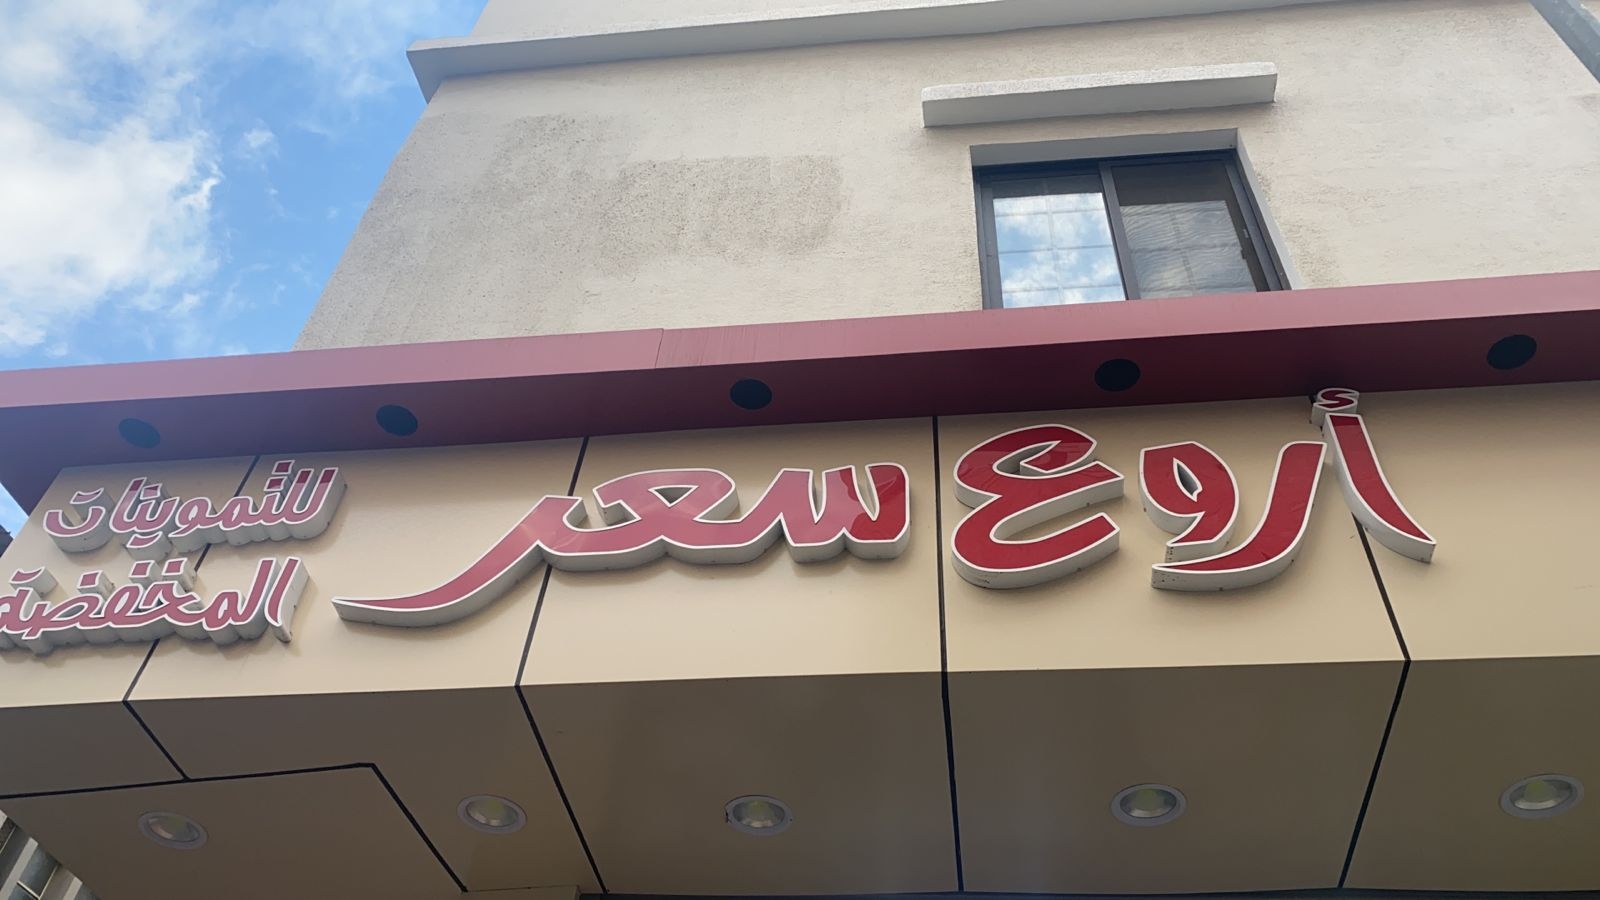 أروع سعر
للتموينات
المخفضة